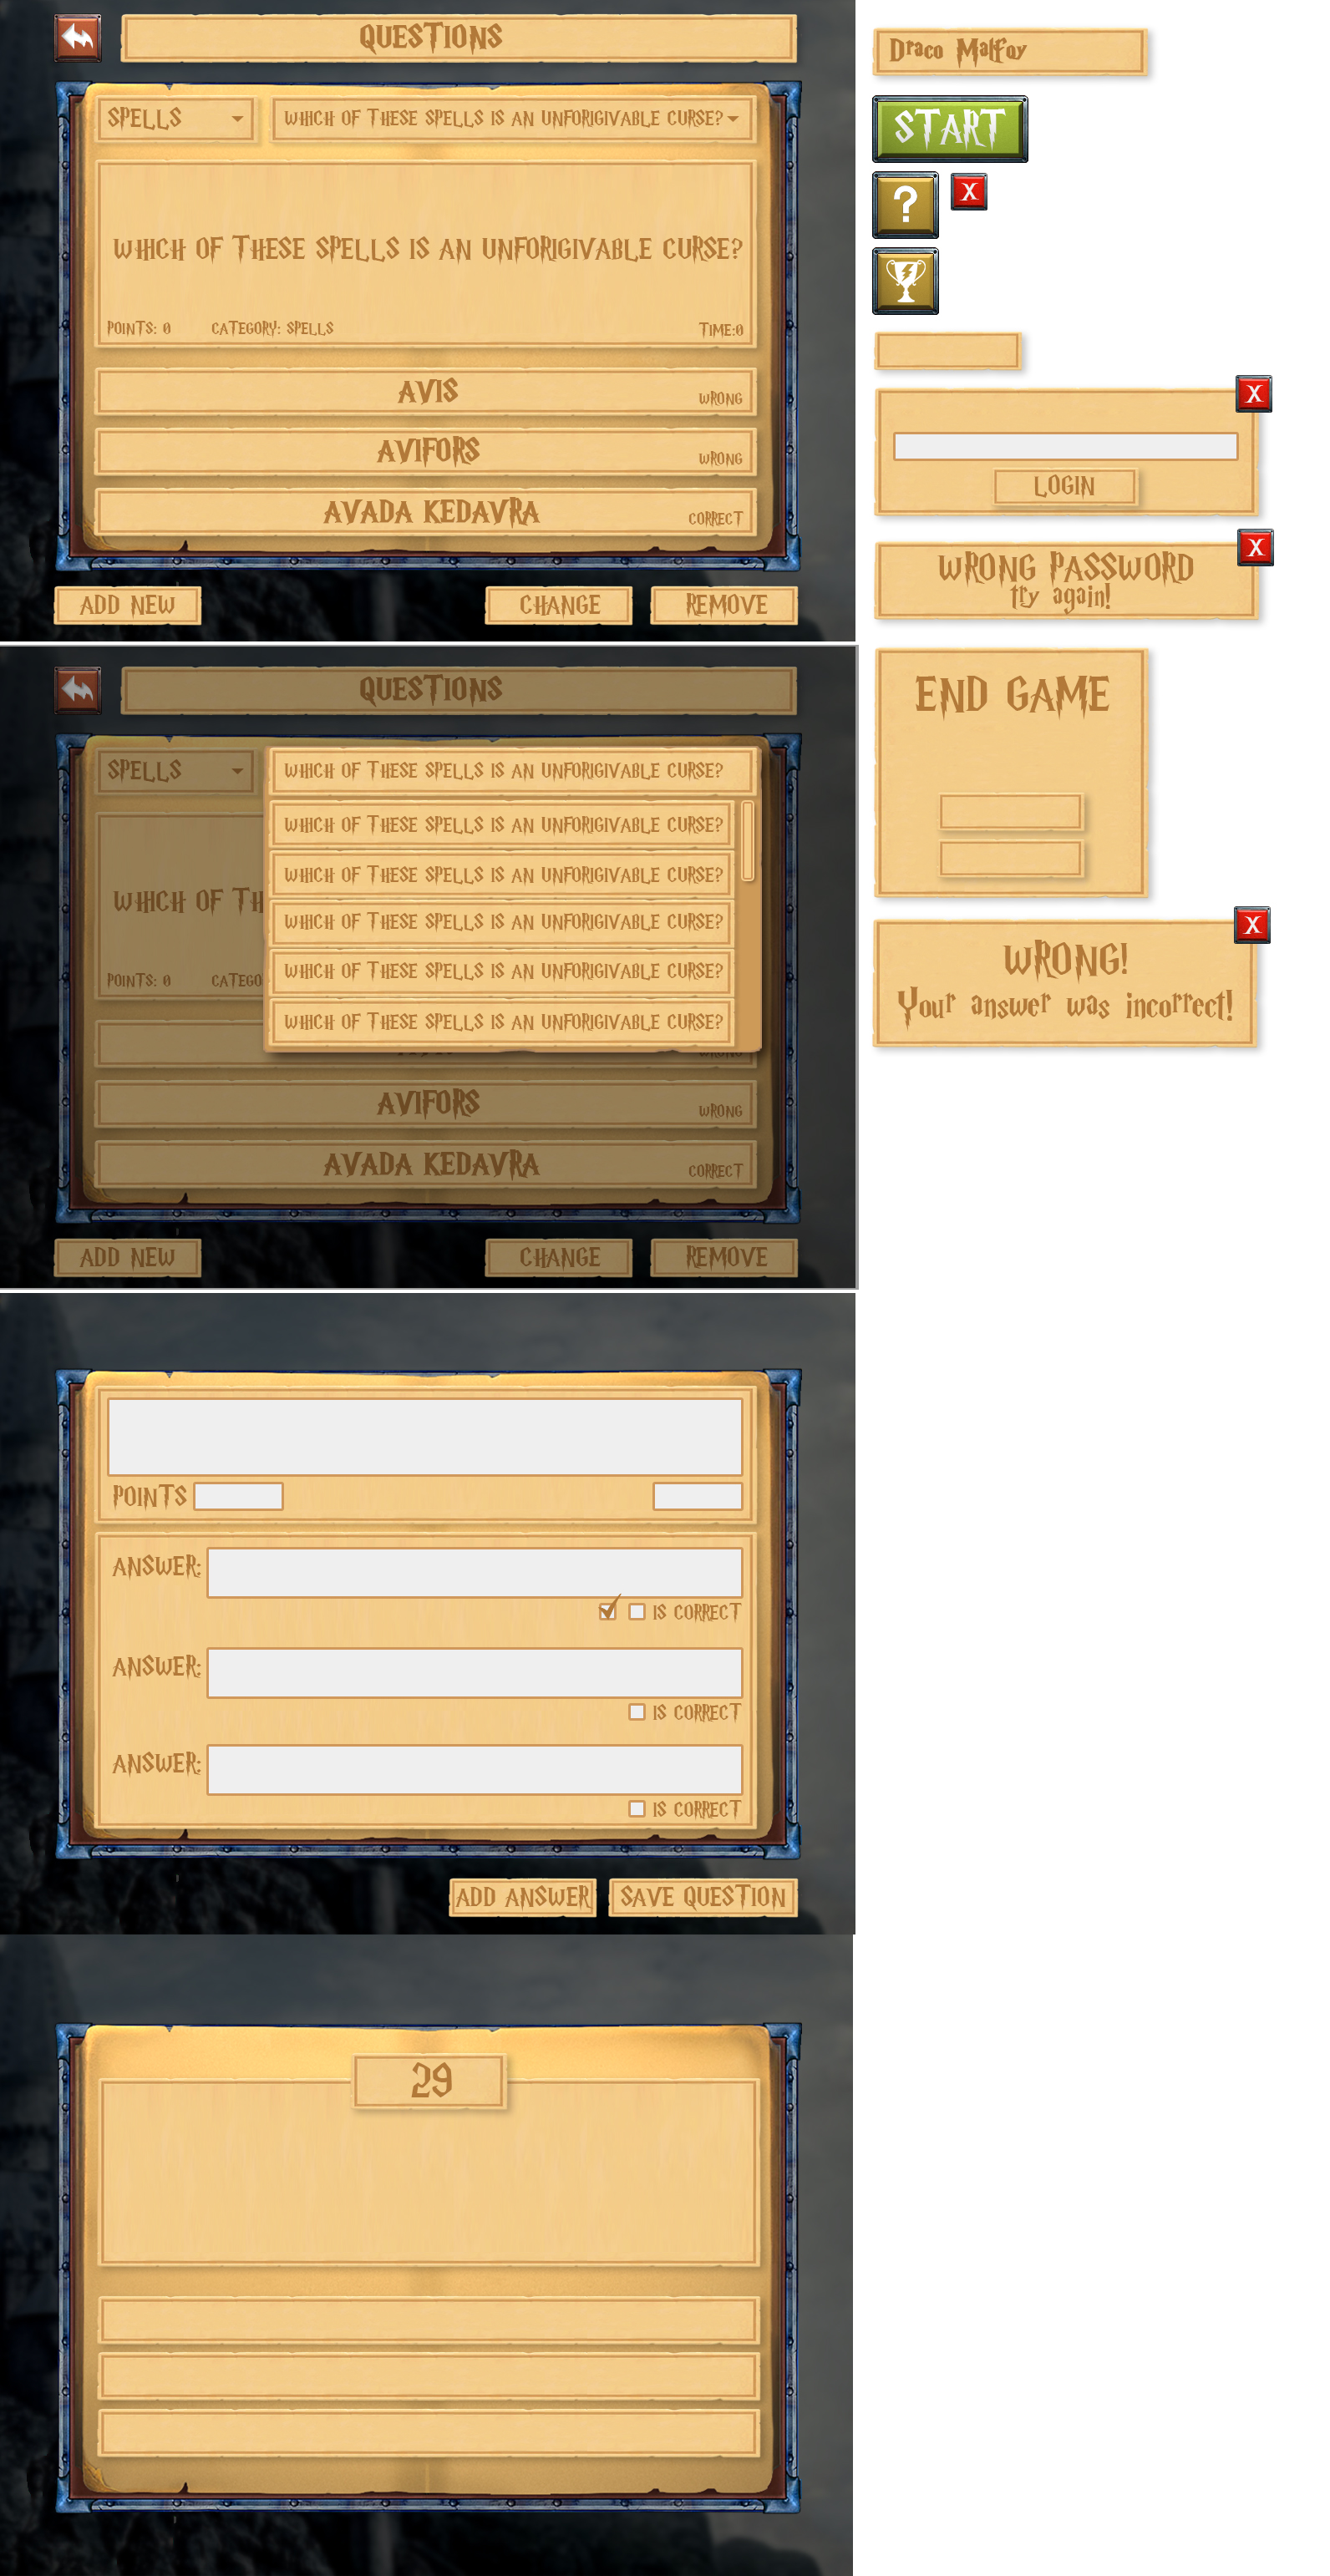 QUESTIONS
SPELLS
WHICH OF THESE SPELLS IS AN UNFORIGIVABLE CURSE?
WHICH OF THESE SPELLS IS AN UNFORIGIVABLE CURSE?
POINTS: 0 CATEGORY: SPELLS TIME:0
AVIS WRONG
AVIFORS WRONG
AVADA KEDAVRA CORRECT
ADD NEW CHANGE REMOVE
QUESTIONS
SPELLS
WHICH OF THESE SPELLS IS AN UNFORIGIVABLE CURSE?
WHICH OF THESE SPELLS IS AN UNFORIGIVABLE CURSE?
WHICH OF THESE SPELLS IS AN UNFORIGIVABLE CURSE?
WHICH OF THESE SPELLS IS AN UNFORIGIVABLE CURSE?
WHICH OF THESE SPELLS IS AN UNFORIGIVABLE CURSE?
WHICH OF THESE SPELLS IS AN UNFORIGIVABLE CURSE?
WHICH OF THE
POINTS: 0 CATEGO
WRONG
AVIFORS WRONG
AVADA KEDAVRA CORRECT
ADD NEW CHANGE REMOVE
POINTS
ANSWER:
IS CORRECT
ANSWER:
IS CORRECT
ANSWER:
IS CORRECT
ADD ANSWER SAVE QUESTION
29
Draco Malfoy
START
?
X
X
LOGIN
X
WRONG PASSWORD
try again!
END GAME
X
WRONG!
Your answer was incorrect!